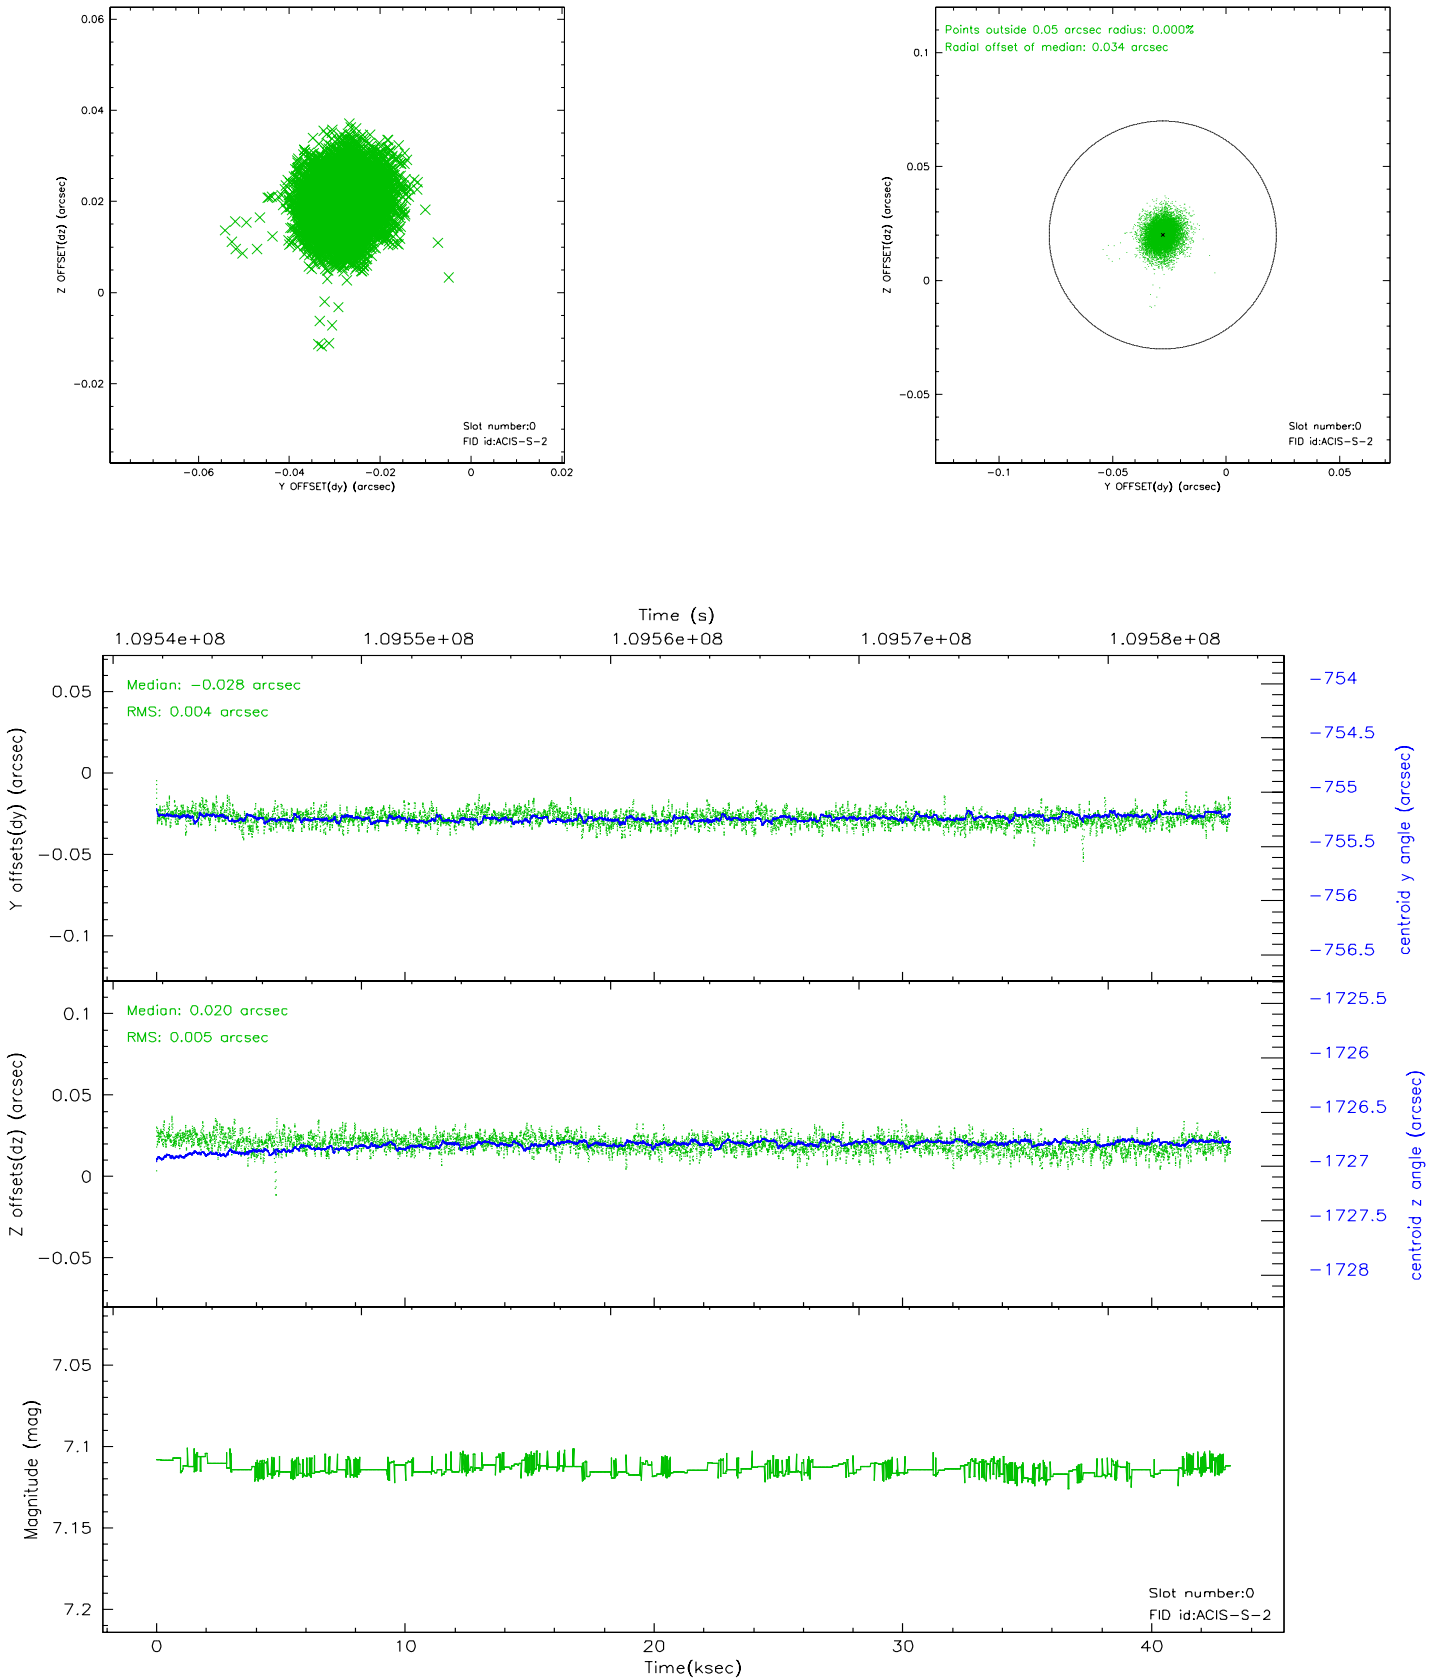 0.06
0.04
0.02
0
−0.02
Z OFFSET(dz) (arcsec)
Slot number:0
FID id:ACIS−S−2
−0.06
−0.04
−0.02
0
0.02
Y OFFSET(dy) (arcsec)
Points outside 0.05 arcsec radius: 0.000%
Radial offset of median: 0.034 arcsec
0.1
0.05
0
−0.05
Z OFFSET(dz) (arcsec)
Slot number:0
FID id:ACIS−S−2
−0.1
−0.05
0
0.05
Y OFFSET(dy) (arcsec)
Time (s)
1.0954e+08
1.0955e+08
1.0956e+08
1.0957e+08
1.0958e+08
Median: −0.028 arcsec
RMS: 0.004 arcsec
0.05
0
−0.05
−0.1
Y offsets(dy) (arcsec)
−754
−754.5
−755
−755.5
−756
−756.5
centroid y angle (arcsec)
Median: 0.020 arcsec
RMS: 0.005 arcsec
0.1
0.05
0
−0.05
Z offsets(dz) (arcsec)
−1725.5
−1726
−1726.5
−1727
−1727.5
−1728
centroid z angle (arcsec)
7.05
7.1
7.15
7.2
Magnitude (mag)
Slot number:0
FID id:ACIS−S−2
0
10
20
30
40
Time(ksec)